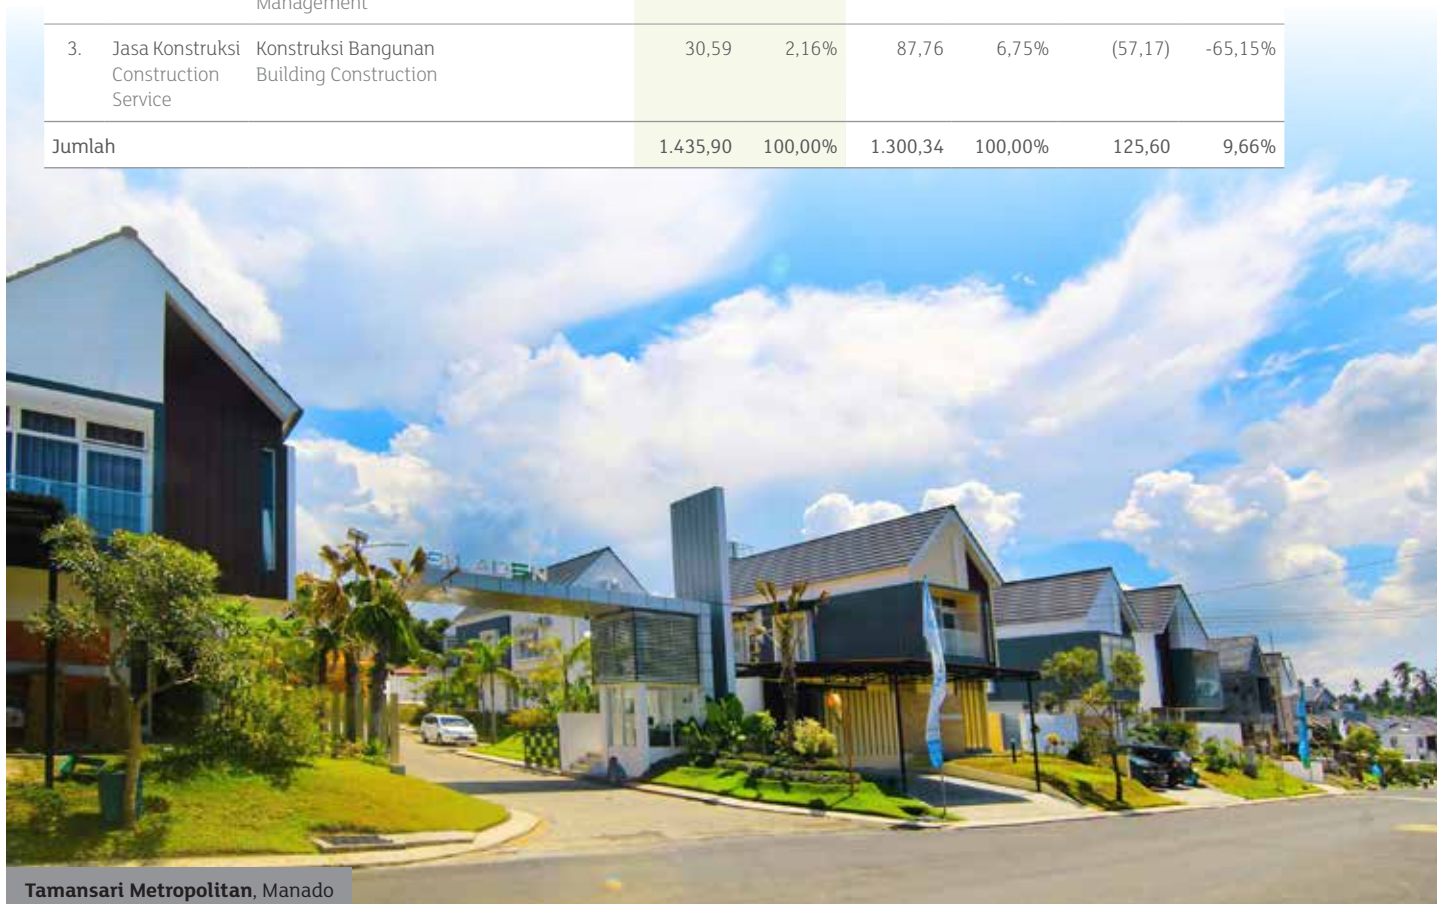 Management
3. Jasa Konstruksi Konstruksi Bangunan 30,59 2,16% 87,76 6,75% (57,17) -65,15%
Construction Building Construction
Service
Jumlah 1.435,90 100,00% 1.300,34 100,00% 125,60 9,66%
Tamansari Metropolitan, Manado